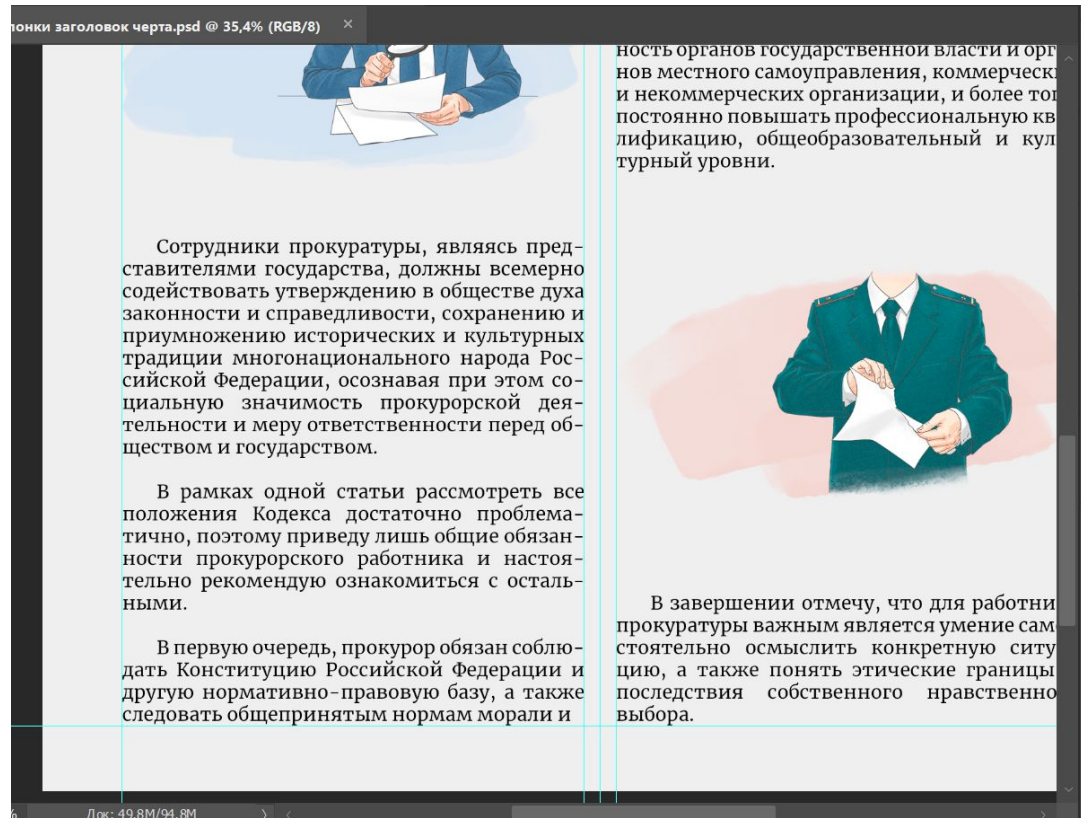 лонки заголовок черта.psd @ 35,4% (RGB/8) ×
Сотрудники прокуратуры, являясь пред-
ставителями государства, должны всемерно
содействовать утверждению в обществе духа
законности и справедливости, сохранению и
приумножению исторических и культурных
традиции многонационального народа Рос-
сийской Федерации, осознавая при этом со-
циальную значимость прокурорской дея-
тельности и меру ответственности перед об-
ществом и государством.
В рамках одной статьи рассмотреть все
положения Кодекса достаточно проблема-
тично, поэтому приведу лишь общие обязан-
ности прокурорского работника и настоя-
тельно рекомендую ознакомиться с осталь-
ными.
В первую очередь, прокурор обязан соблю-
дать Конституцию Российской Федерации и
другую нормативно-правовую базу, а также
следовать общепринятым нормам морали и
ность органов государственной власти и орг
нов местного самоуправления, коммерческ
и некоммерческих организации, и более тог
постоянно повышать профессиональную кв
лификацию, общеобразовательный и кул
турный уровни.
В завершении отмечу, что для работни
прокуратуры важным является умение сам
стоятельно осмыслить конкретную ситу
цию, а также понять этические границы
последствия собственного нравственно
выбора.
% Док: 49,8M/94,8M